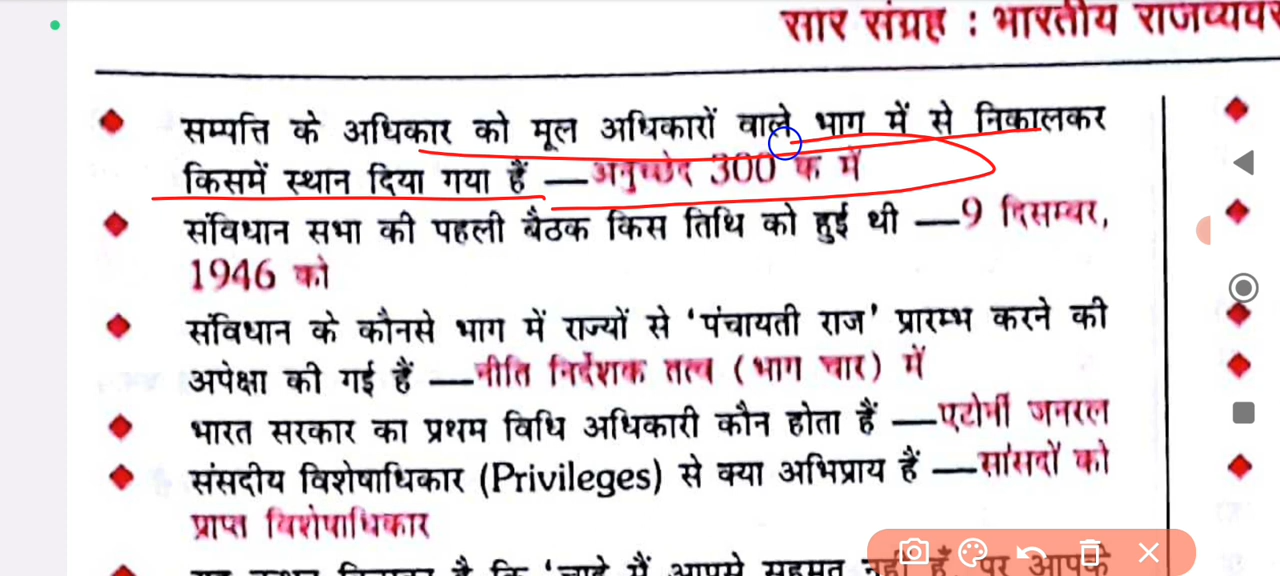 सार संग्रह : भारतीय
सम्पत्ति के अधिकार को मूल अधिकारों वाले भाग में से निकालकर
किसमें स्थान दिया गया हैं —अनुच्छेद 300 क में
संविधान सभा की पहली बैठक किस तिथि को हुई थी —9 दिसम्बर,
1946 को
संविधान के कौनसे भाग में राज्यों से ‘पंचायती राज’ प्रारम्भ करने की
अपेक्षा की गई हैं —नीति निर्देशक तत्व (भाग चार) में
भारत सरकार का प्रथम विधि अधिकारी कौन होता हैं —एटोर्नी जनरल
संसदीय विशेषाधिकार (Privileges) से क्या अभिप्राय हैं —सांसदों को
प्राप्त विशेषाधिकार